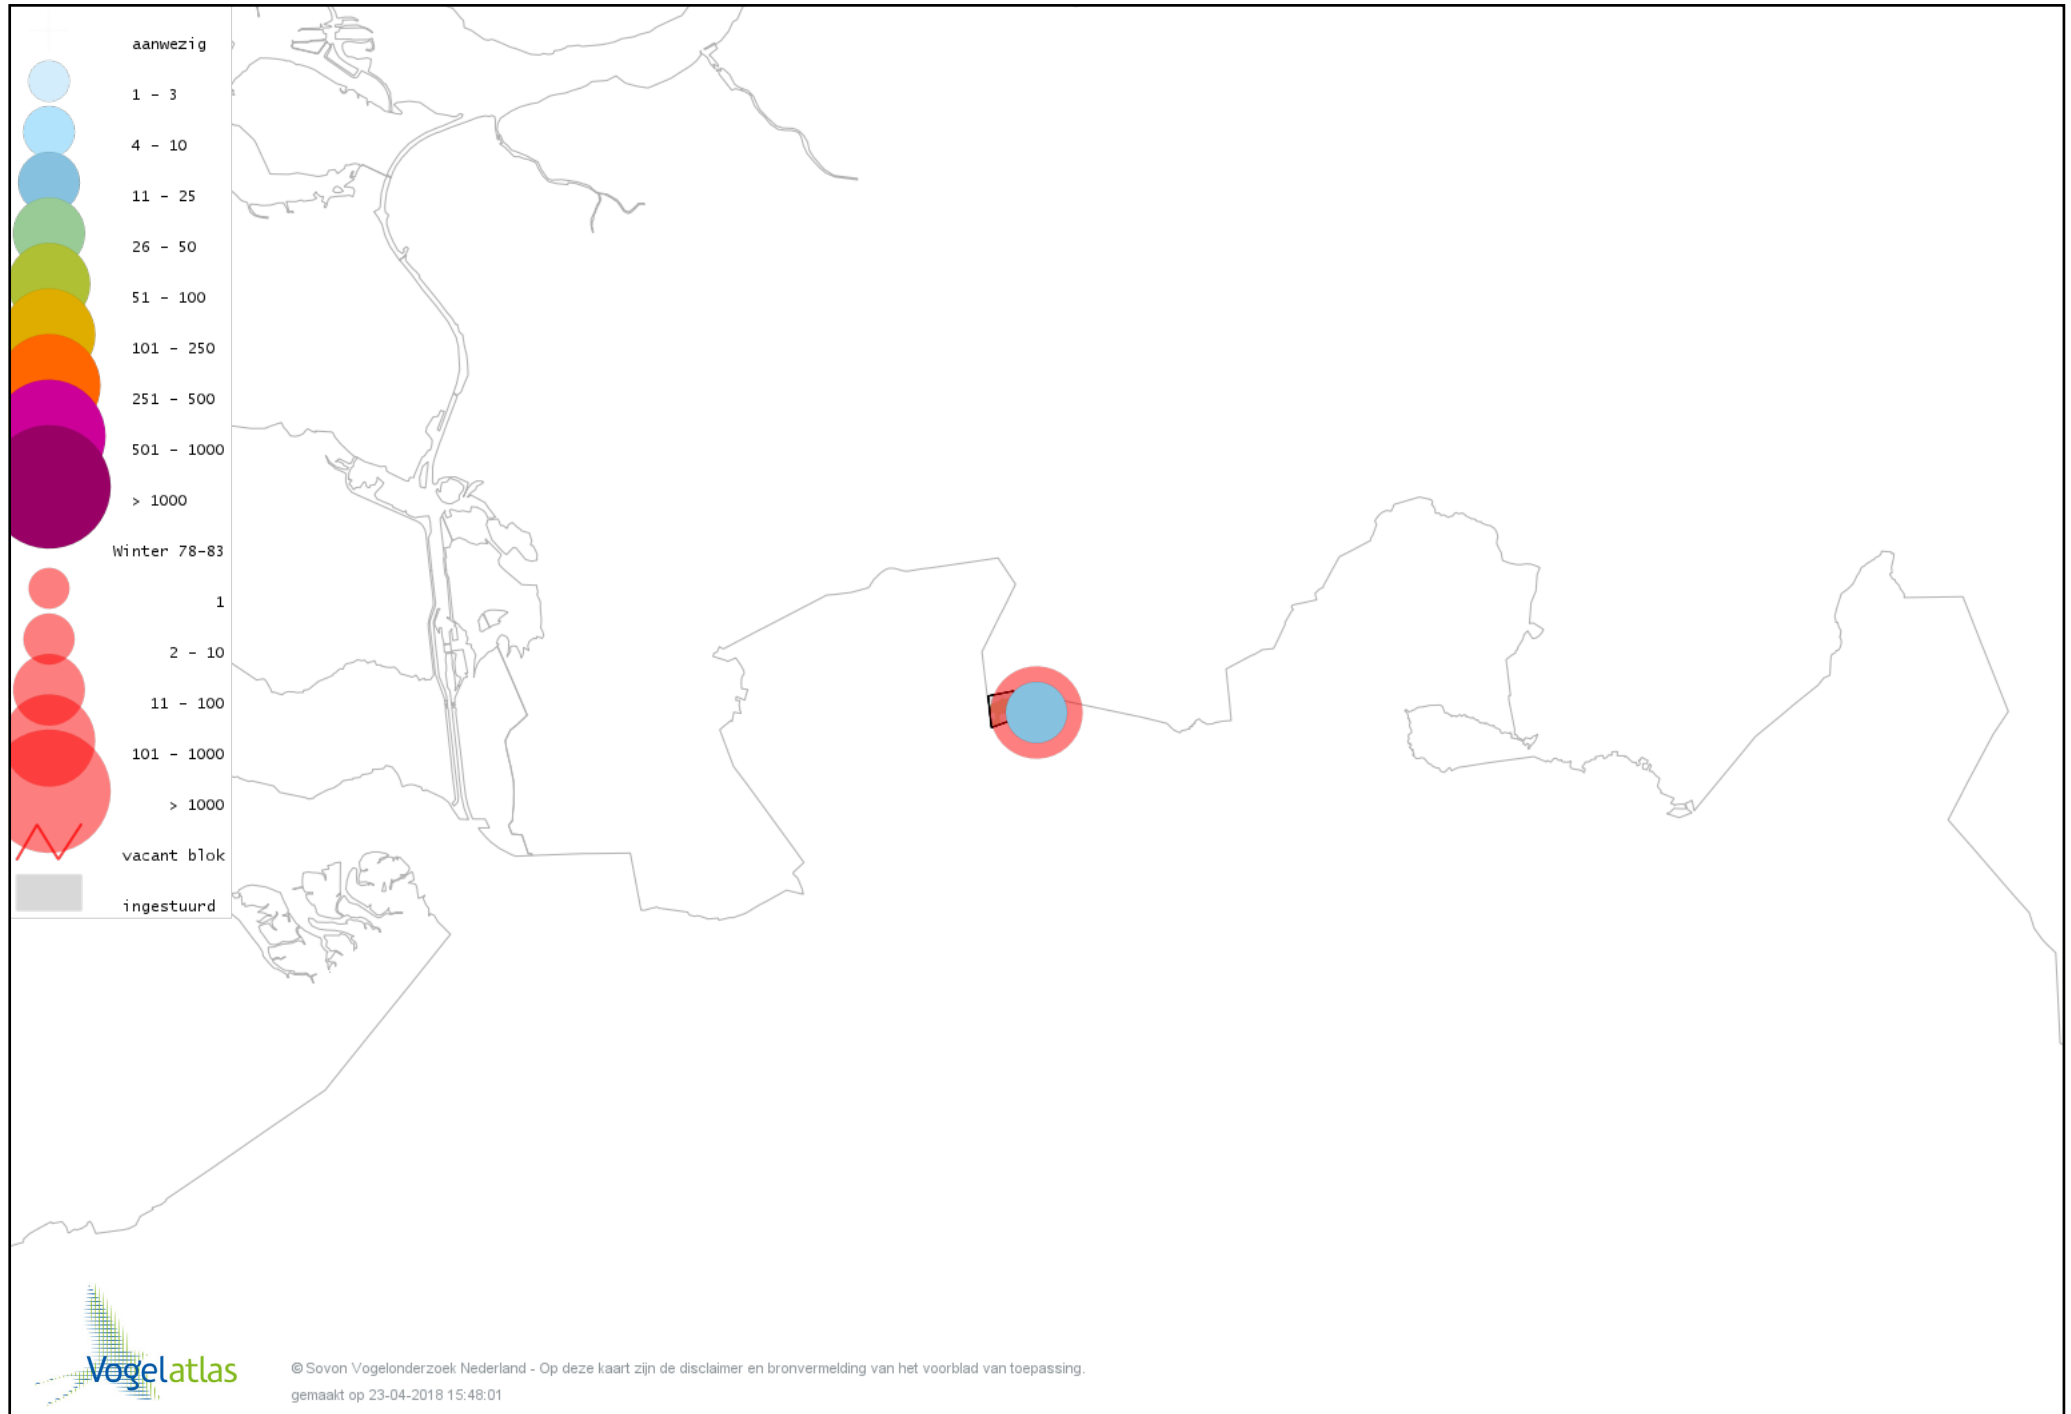 aanwezig
1 - 3
4 - 10
11 - 25
26 - 50
51 - 100
101 - 250
251 - 500
501 - 1000
> 1000
Winter 78-83
1
2 - 10
11 - 100
101 - 1000
> 1000
vacant blok
ingestuurd
Vogelatlas
© Sovon Vogelonderzoek Nederland - Op deze kaart zijn de disclaimer en bronvermelding van het voorblad van toepassing.
gemaakt op 23-04-2018 15:48:01